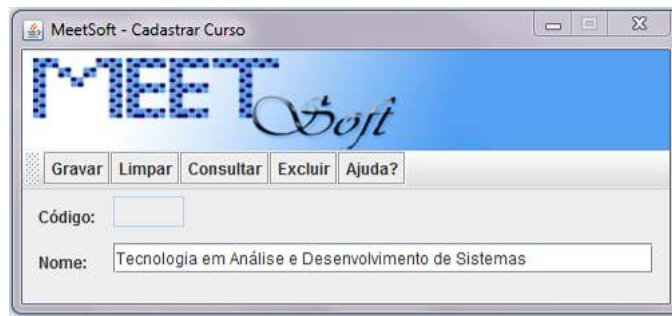 MeetSoft - Cadastrar Curso
MEET Soft
Gravar Limpar Consultar Excluir Ajuda?
Código:
Nome: Tecnologia em Análise e Desenvolvimento de Sistemas